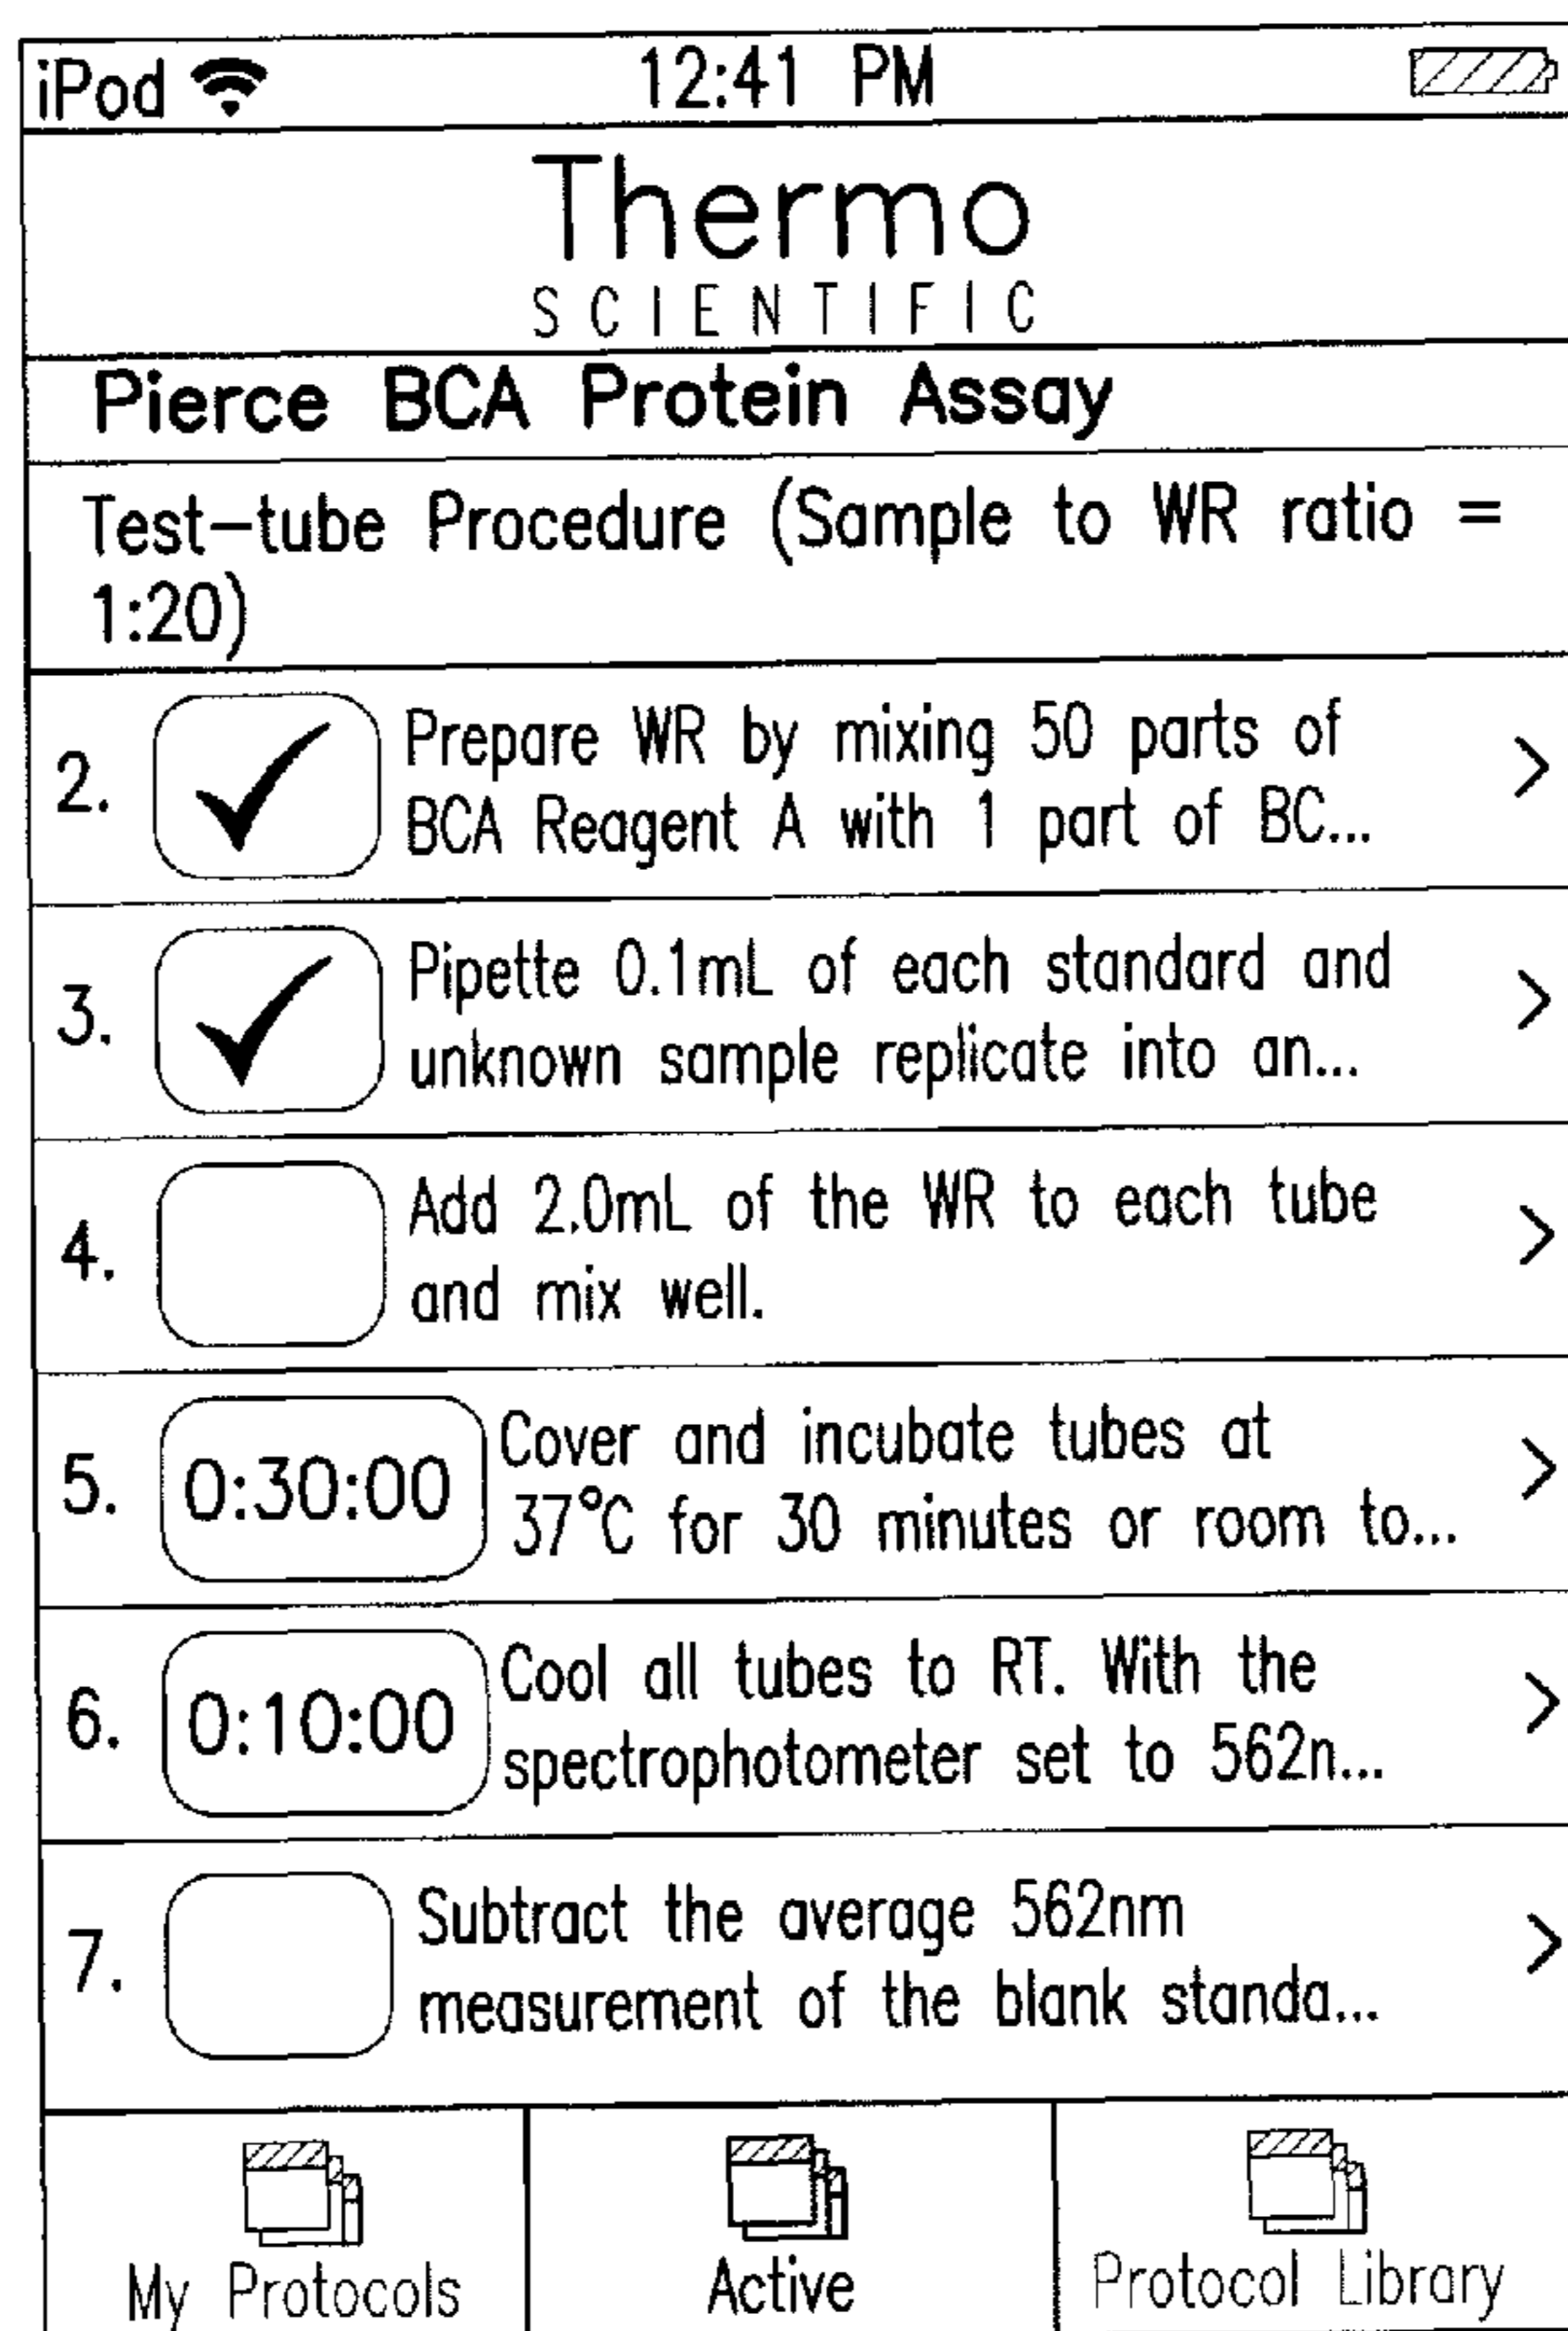 iPod 12:41 PM
Thermo
SCIENTIFIC
Pierce BCA Protein Assay
Test-tube Procedure (Sample to WR ratio =
1:20)
2. Prepare WR by mixing 50 parts of
BCA Reagent A with 1 part of BC...
3. Pipette 0.1mL of each standard and
unknown sample replicate into an...
4. Add 2.0mL of the WR to each tube
and mix well.
5. 0:30:00 Cover and incubate tubes at
37°C for 30 minutes or room to...
6. 0:10:00 Cool all tubes to RT. With the
spectrophotometer set to 562n...
7. Subtract the average 562nm
measurement of the blank standa...
My Protocols Active Protocol Library